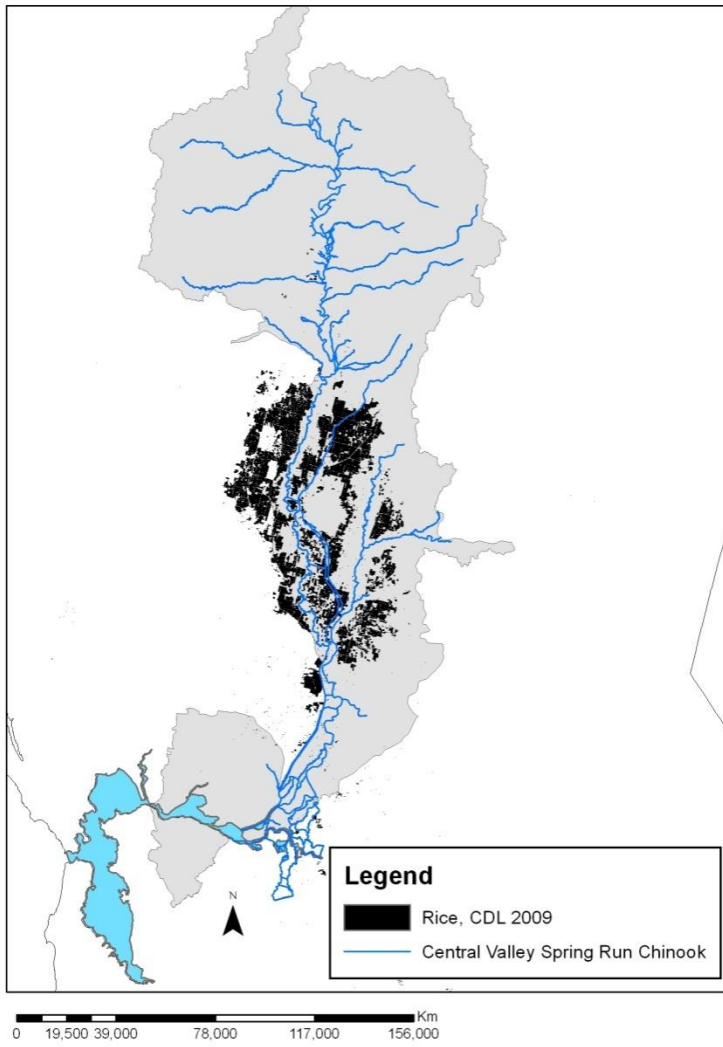 N
Legend
Rice, CDL 2009
Central Valley Spring Run Chinook
Km
0 19,500 39,000 78,000 117,000 156,000